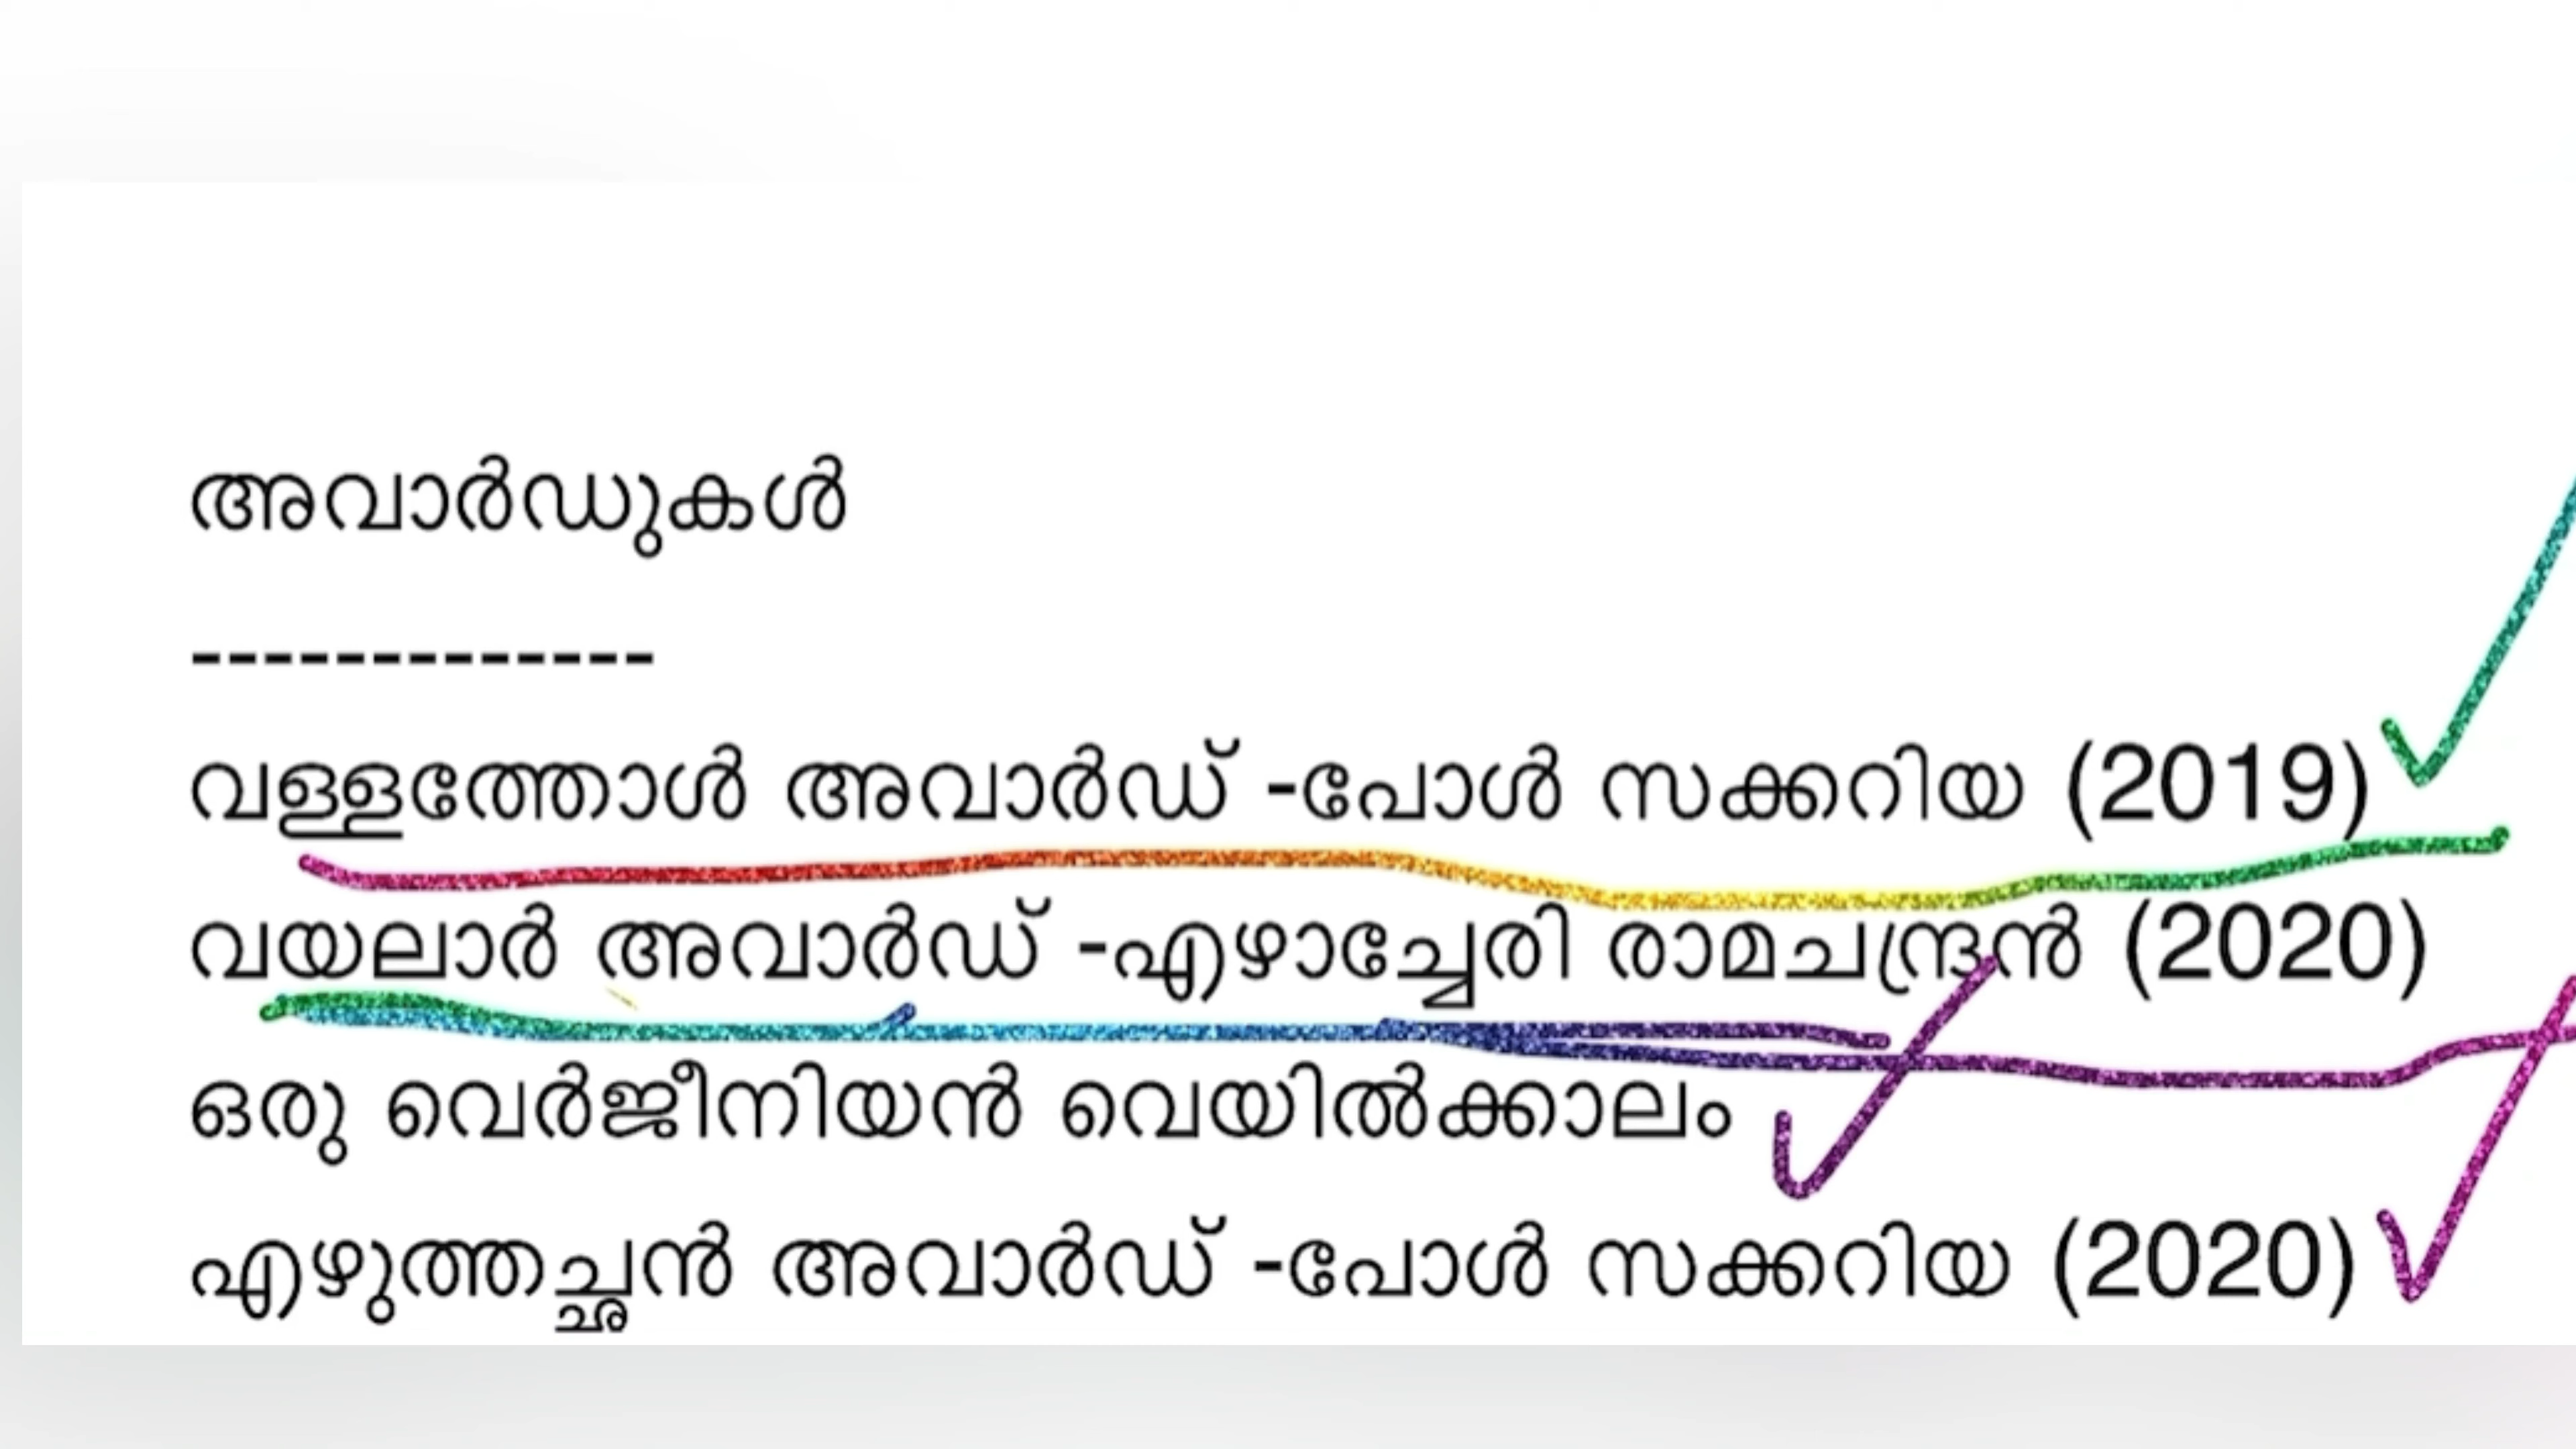 അവാർഡുകൾ
-------------
വള്ളത്തോൾ അവാർഡ് -പോൾ സക്കറിയ (2019)
വയലാർ അവാർഡ് -എഴാച്ചേരി രാമചന്ദ്രൻ (2020)
ഒരു വെർജീനിയൻ വെയിൽക്കാലം
എഴുത്തച്ഛൻ അവാർഡ് -പോൾ സക്കറിയ (2020)